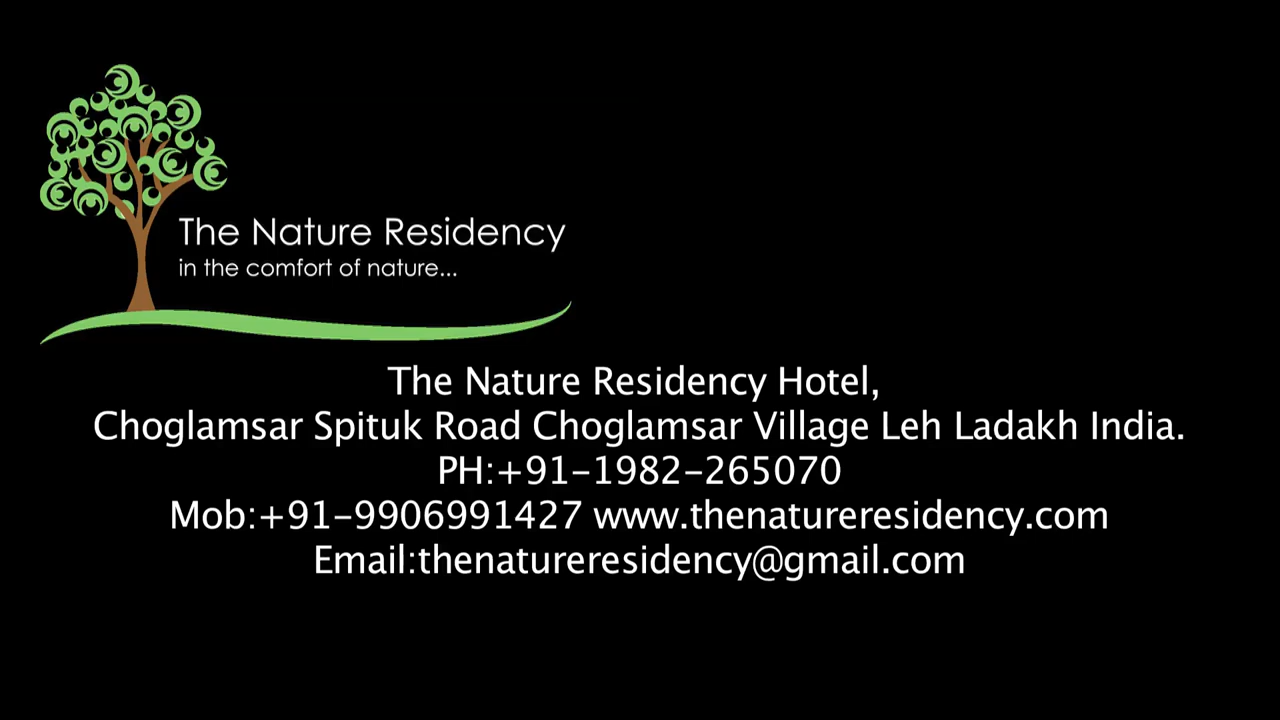 The Nature Residency
in the comfort of nature...
The Nature Residency Hotel,
Choglamsar Spituk Road Choglamsar Village Leh Ladakh India.
PH:+91-1982-265070
Mob:+91-9906991427 www.thenatureresidency.com
Email:thenatureresidency@gmail.com